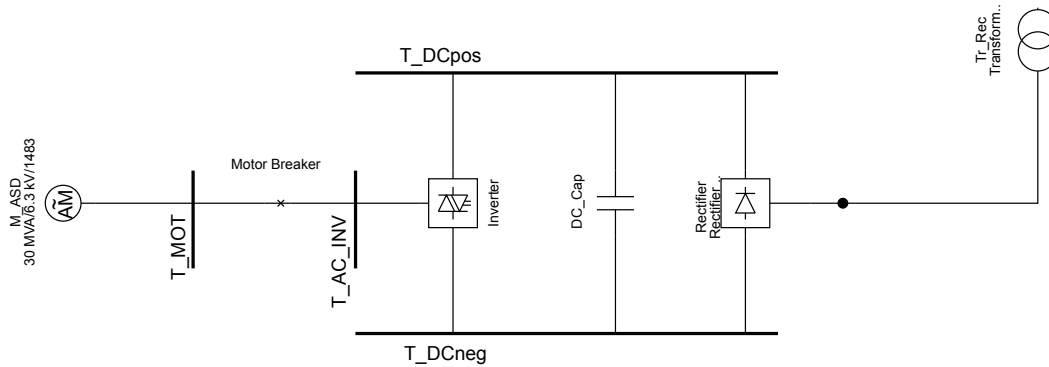 T_DCpos
Tr_Rec
Transform..
M_ASD
30 MVA/6.3 kV/1483
AM
Motor Breaker
T_MOT
T_AC_INV
Inverter
DC_Cap
Rectifier
Rectifier ..
T_DCneg